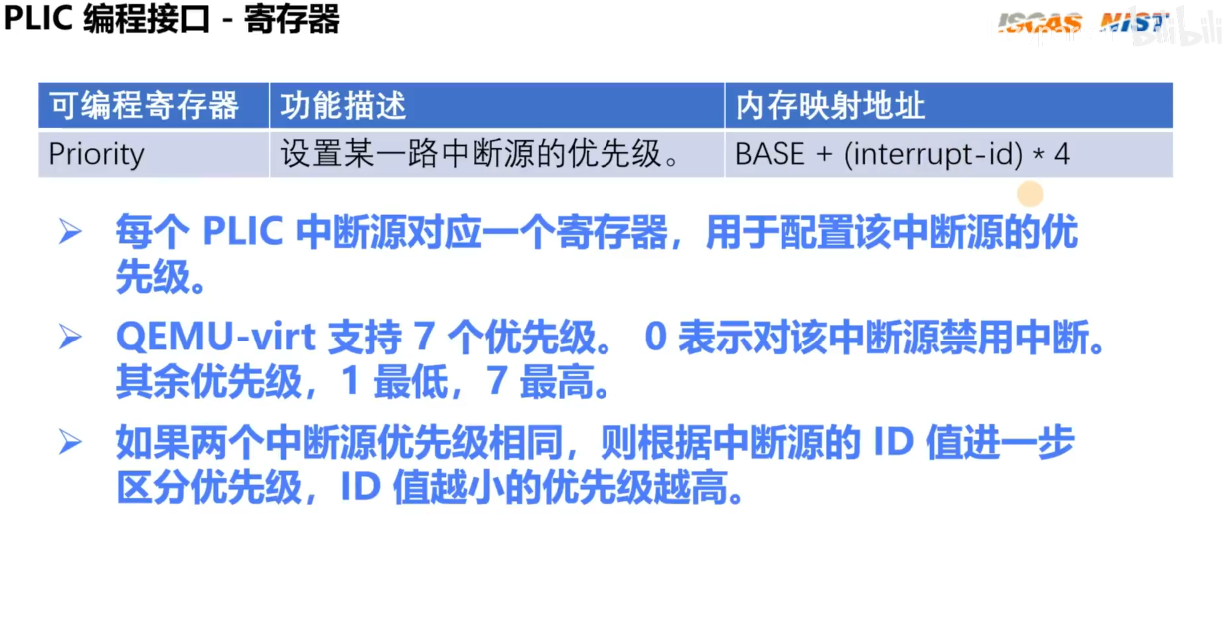 PLIC 编程接口 - 寄存器
ISCAS NIST
bilibili
可编程寄存器 功能描述 内存映射地址
Priority 设置某一路中断源的优先级。 BASE + (interrupt-id) * 4
每个 PLIC 中断源对应一个寄存器，用于配置该中断源的优
先级。
QEMU-virt 支持 7 个优先级。 0 表示对该中断源禁用中断。
其余优先级，1 最低，7 最高。
如果两个中断源优先级相同，则根据中断源的 ID 值进一步
区分优先级，ID 值越小的优先级越高。